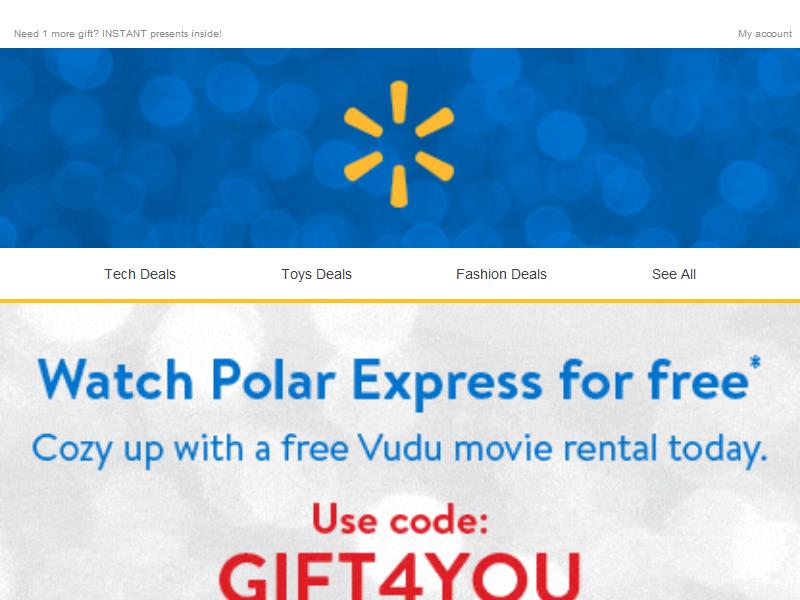 Need 1 more gift? INSTANT presents inside!
My account
Tech Deals
Toys Deals
Fashion Deals
See All
Watch Polar Express for free*
Cozy up with a free Vudu movie rental today.
Use code:
GIFT4YOU